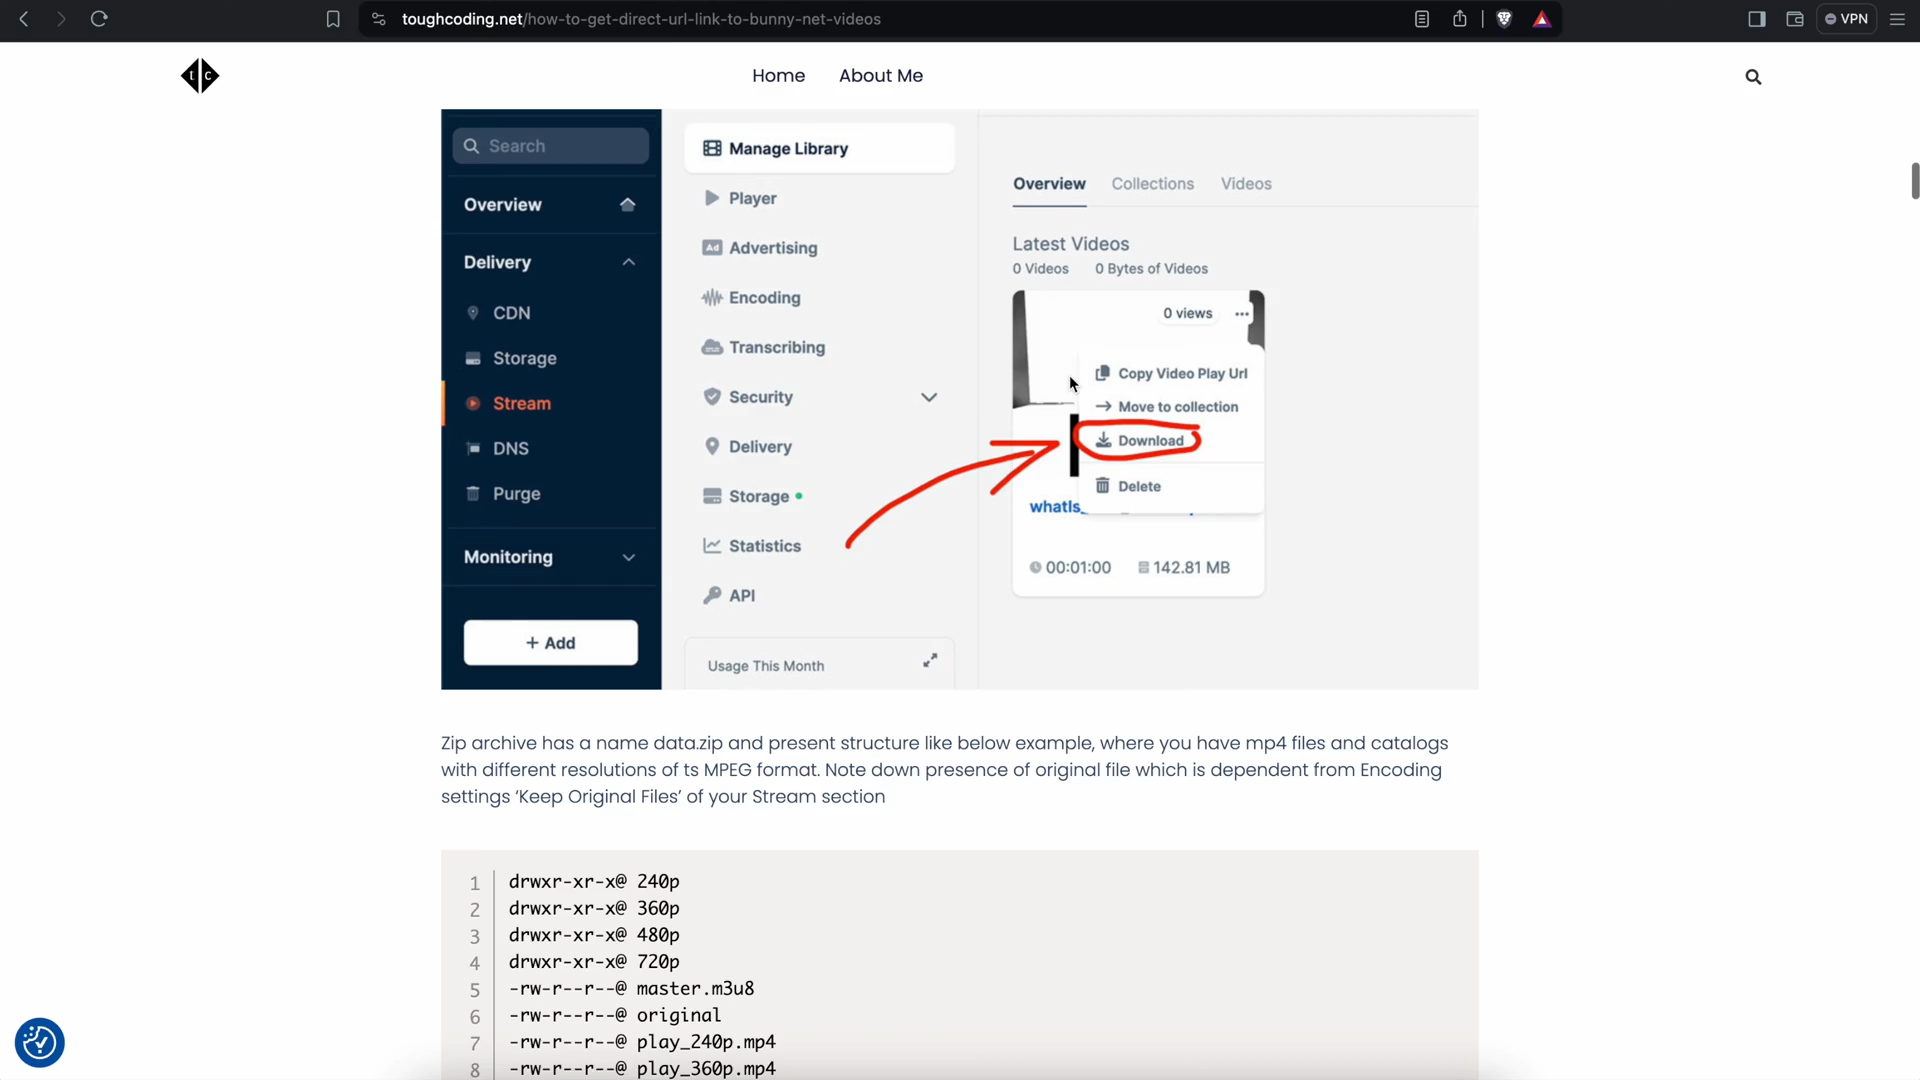 toughcoding.net/how-to-get-direct-url-link-to-bunny-net-videos
VPN
t c
Home
About Me
Search
Overview
Delivery
CDN
Storage
Stream
DNS
Purge
Monitoring
+ Add
Manage Library
Player
Ad Advertising
Encoding
Transcribing
Security
Delivery
Storage
Statistics
API
Usage This Month
Overview Collections Videos
Latest Videos
0 Videos 0 Bytes of Videos
0 views
Copy Video Play Url
Move to collection
Download
Delete
whatIs_
00:01:00 142.81 MB
Zip archive has a name data.zip and present structure like below example, where you have mp4 files and catalogs
with different resolutions of ts MPEG format. Note down presence of original file which is dependent from Encoding
settings ‘Keep Original Files’ of your Stream section
1 drwxr-xr-x@ 240p
2 drwxr-xr-x@ 360p
3 drwxr-xr-x@ 480p
4 drwxr-xr-x@ 720p
5 -rw-r--r--@ master.m3u8
6 -rw-r--r--@ original
7 -rw-r--r--@ play_240p.mp4
8 -rw-r--r--@ play_360p.mp4